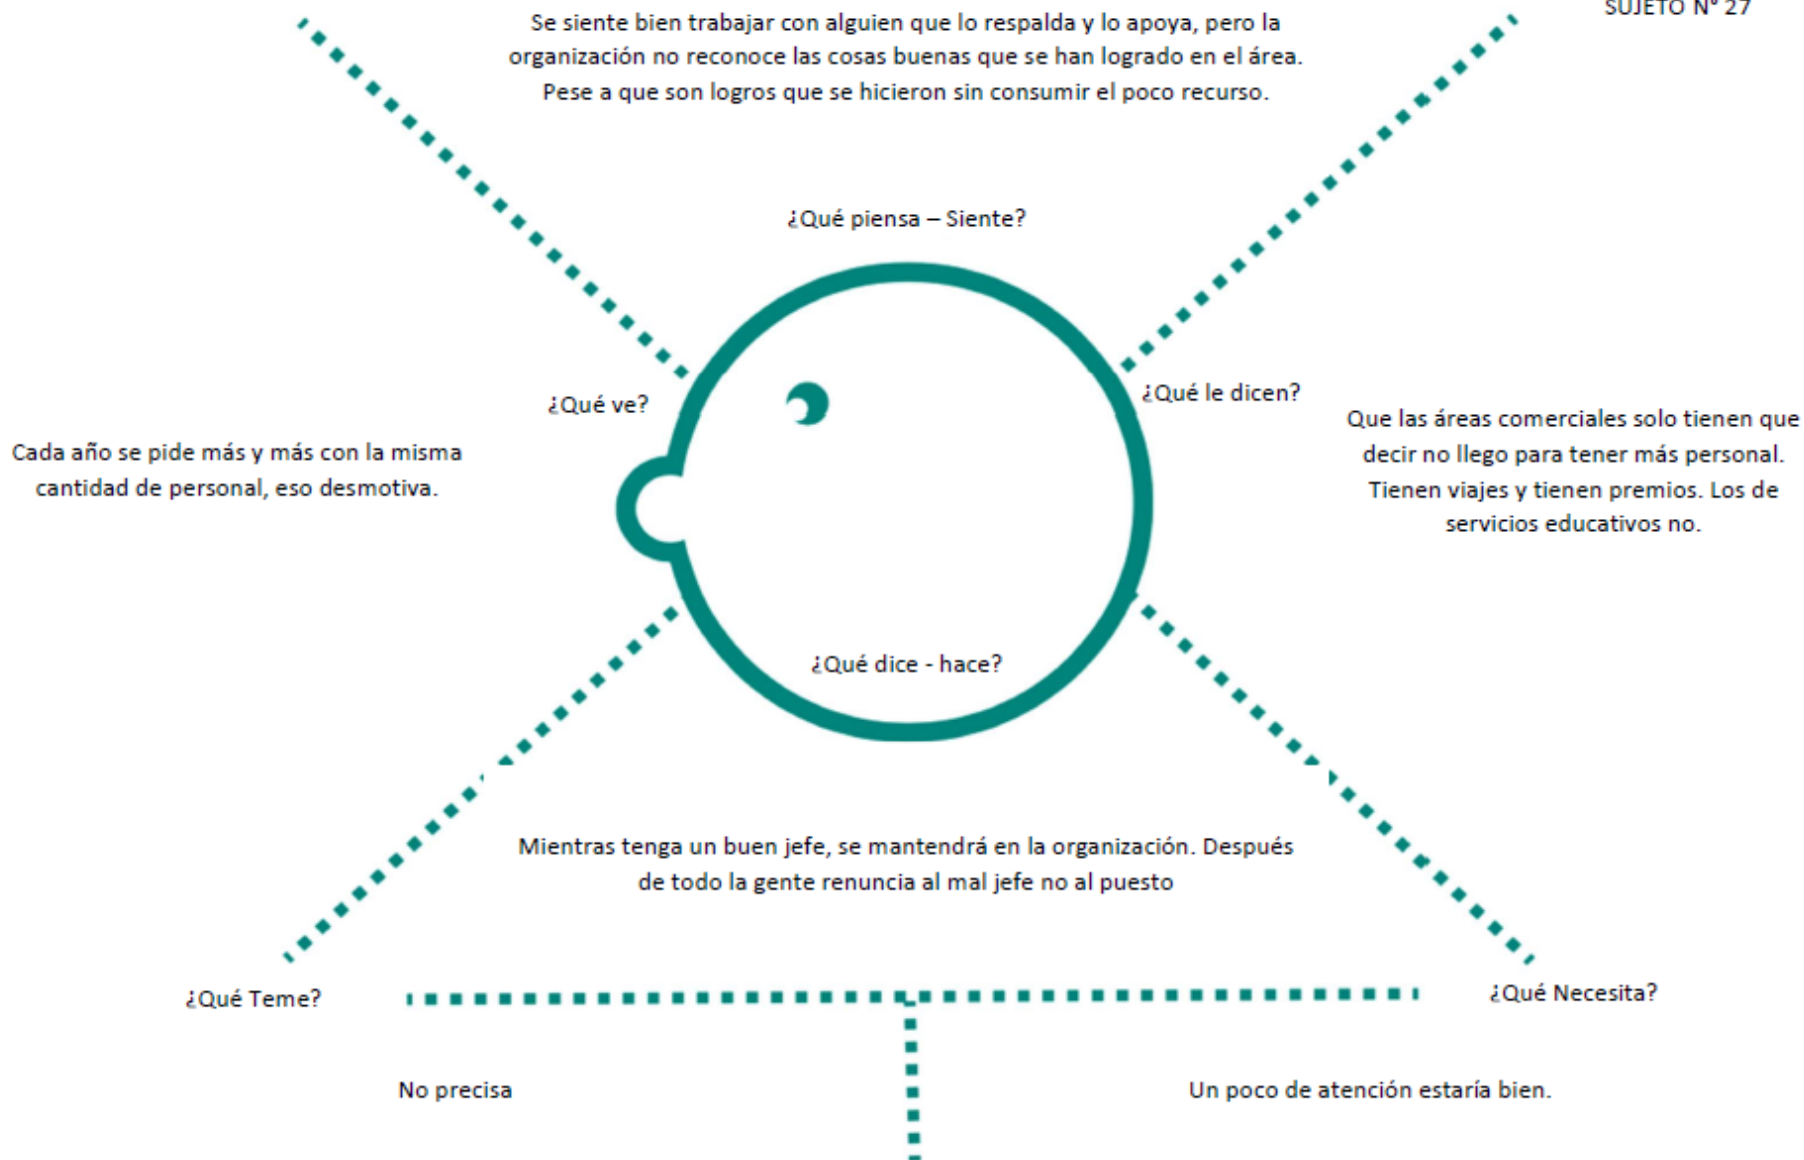 SUJETO N° 27
Se siente bien trabajar con alguien que lo respalda y lo apoya, pero la
organización no reconoce las cosas buenas que se han logrado en el área.
Pese a que son logros que se hicieron sin consumir el poco recurso.
¿Qué piensa – Siente?
¿Qué ve?
Cada año se pide más y más con la misma
cantidad de personal, eso desmotiva.
¿Qué le dicen?
Que las áreas comerciales solo tienen que
decir no llego para tener más personal.
Tienen viajes y tienen premios. Los de
servicios educativos no.
¿Qué dice - hace?
Mientras tenga un buen jefe, se mantendrá en la organización. Después
de todo la gente renuncia al mal jefe no al puesto
¿Qué Teme?
No precisa
¿Qué Necesita?
Un poco de atención estaría bien.